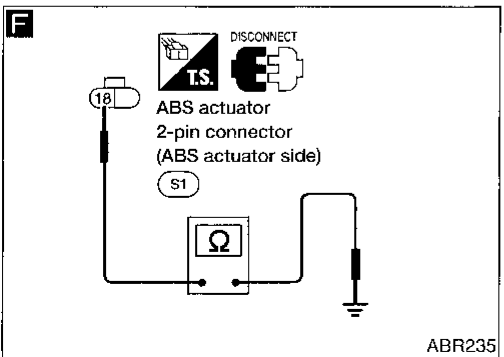 F
DISCONNECT
T.S.
18
ABS actuator
2-pin connector
(ABS actuator side)
S1
Ω
ABR235